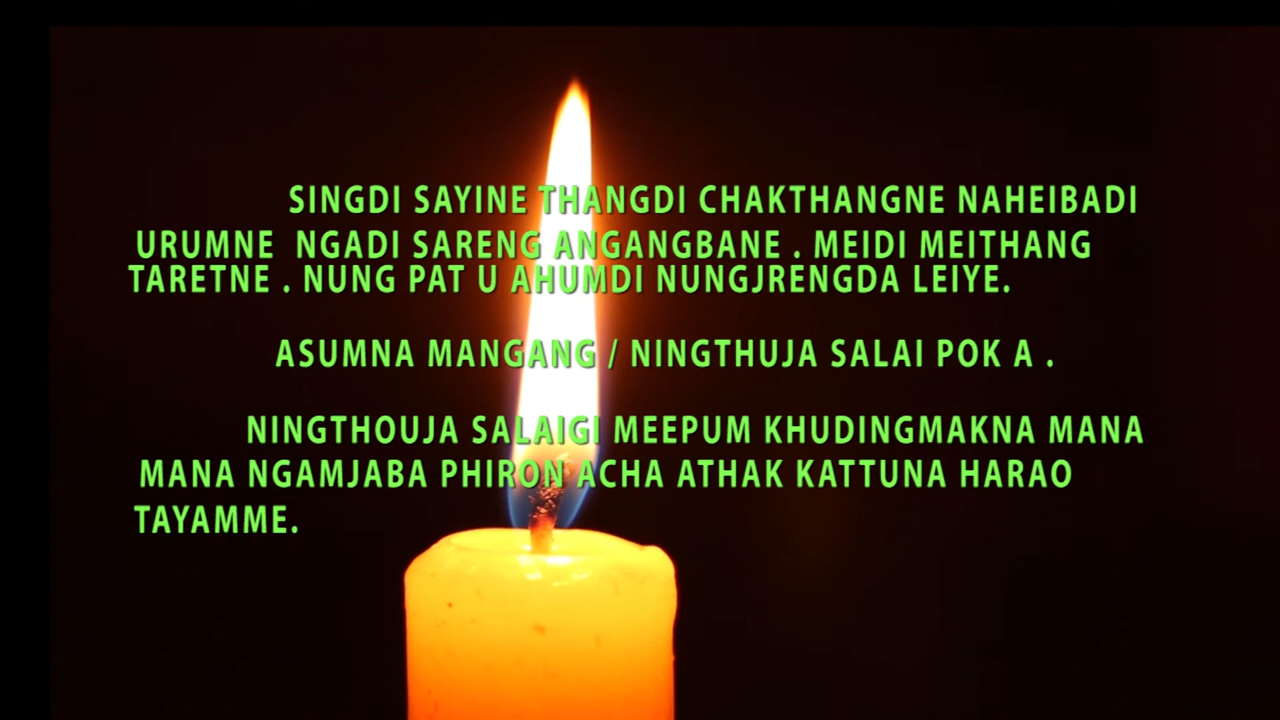 SINGDI SAYINE THANGDI CHAKTHANGNE NAHEIBADI
URUMNE NGADI SARENG ANGANGBANE . MEIDI MEITHANG
TARETNE . NUNG PAT U AHUMDI NUNGJRENGDA LEIYE.
ASUMNA MANGANG / NINGTHUJA SALAI POK A .
NINGTHOUJA SALAIGI MEEPUM KHUDINGMAKNA MANA
MANA NGAMJABA PHIRON ACHA ATHAK KATTUNA HARAO
TAYAMME.